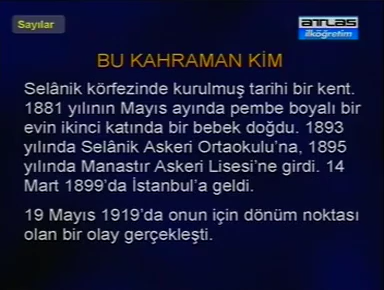 Sayılar
ATLAS
ilköğretim
BU KAHRAMAN KİM
Selânik körfezinde kurulmuş tarihi bir kent.
1881 yılının Mayıs ayında pembe boyalı bir
evin ikinci katında bir bebek doğdu. 1893
yılında Selânik Askeri Ortaokulu'na, 1895
yılında Manastır Askeri Lisesi'ne girdi. 14
Mart 1899'da İstanbul'a geldi.
19 Mayıs 1919'da onun için dönüm noktası
olan bir olay gerçekleşti.